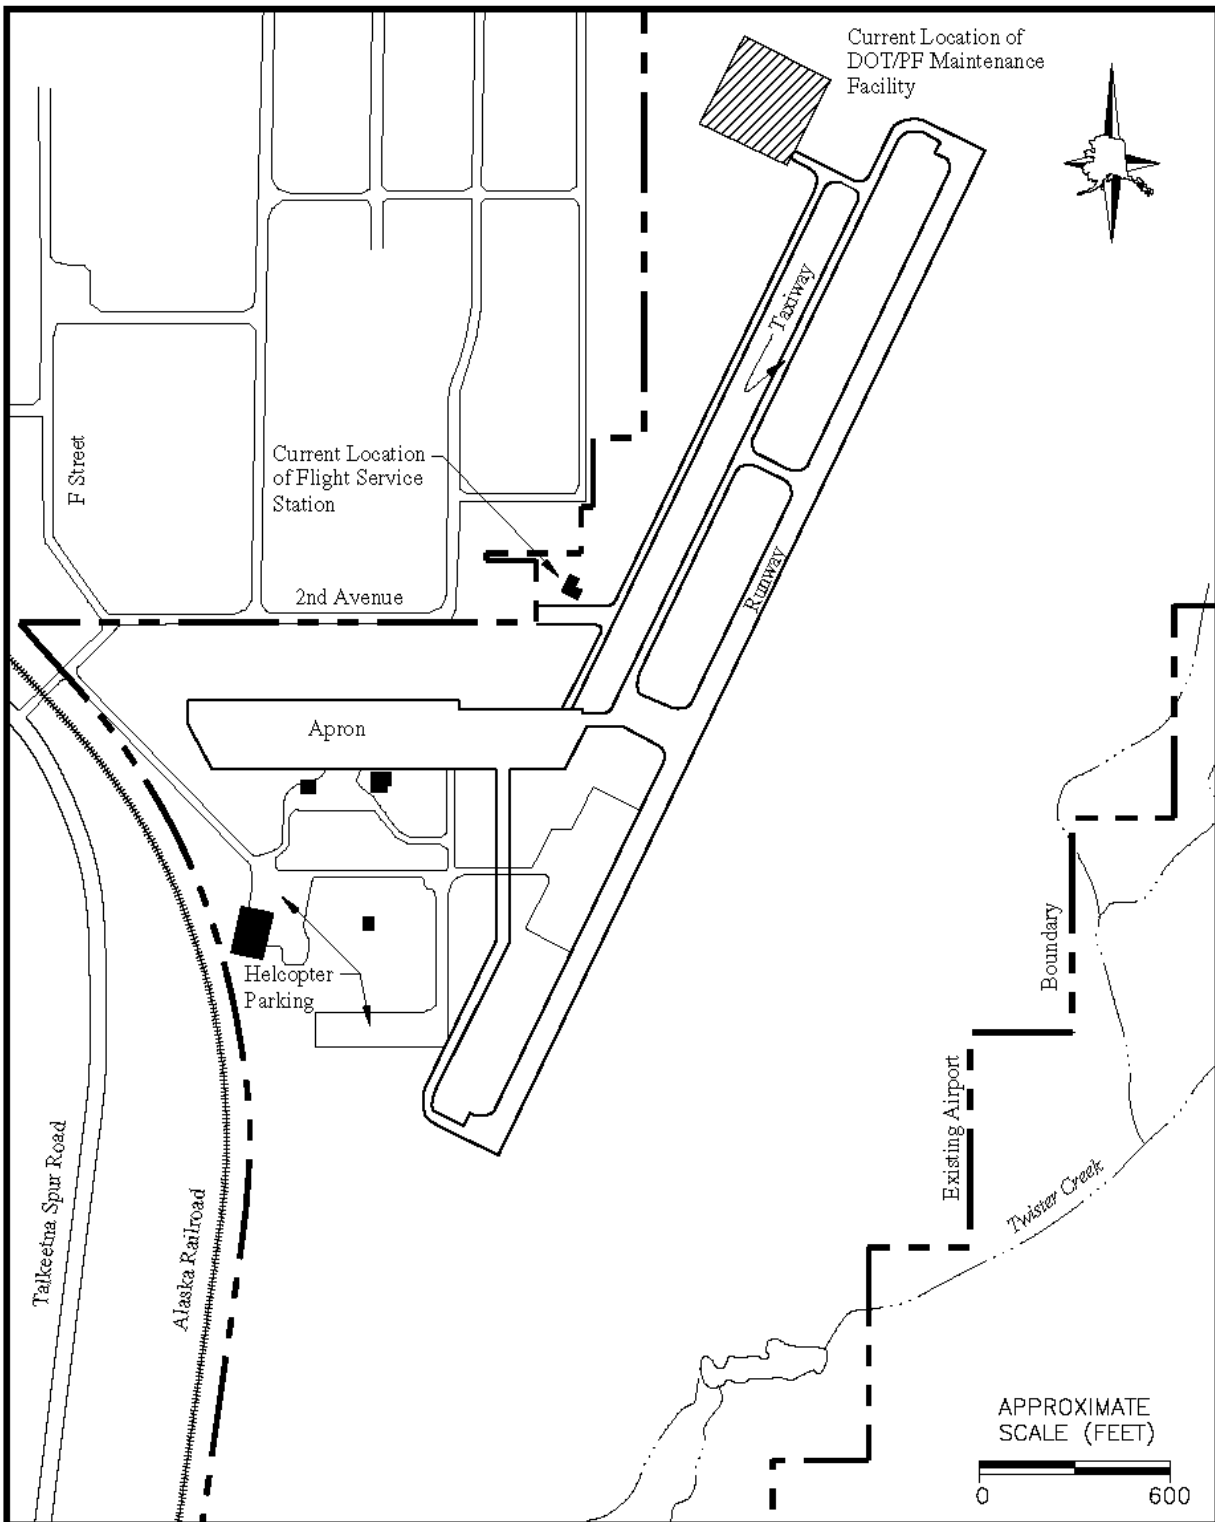 Current Location of
DOT/PF Maintenance
Facility
Taxiway
F Street
Current Location
of Flight Service
Station
Runway
2nd Avenue
Apron
Boundary
Helcopter
Parking
Existing Airport
Talkeetna Spur Road
Alaska Railroad
Twister Creek
APPROXIMATE
SCALE (FEET)
0 600